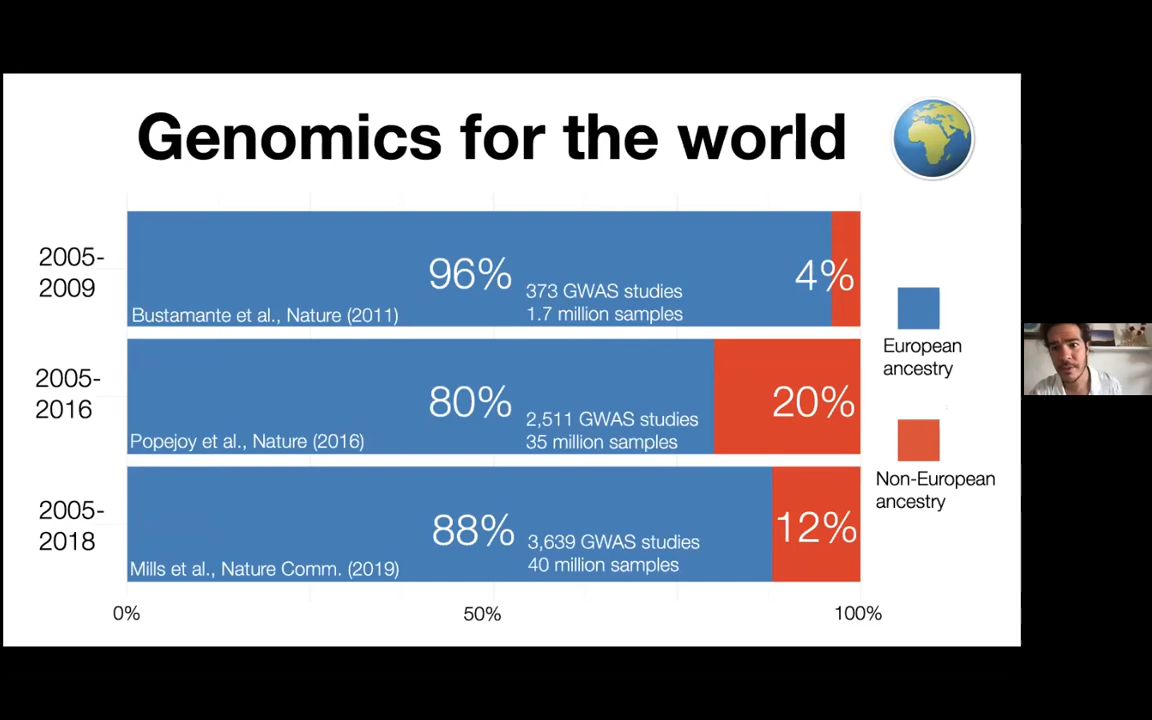 Genomics for the world
2005-
2009
96%
373 GWAS studies
1.7 million samples
4%
Bustamante et al., Nature (2011)
2005-
2016
80%
2,511 GWAS studies
35 million samples
20%
Popejoy et al., Nature (2016)
2005-
2018
88%
3,639 GWAS studies
40 million samples
12%
Mills et al., Nature Comm. (2019)
0%
50%
100%
European
ancestry
Non-European
ancestry